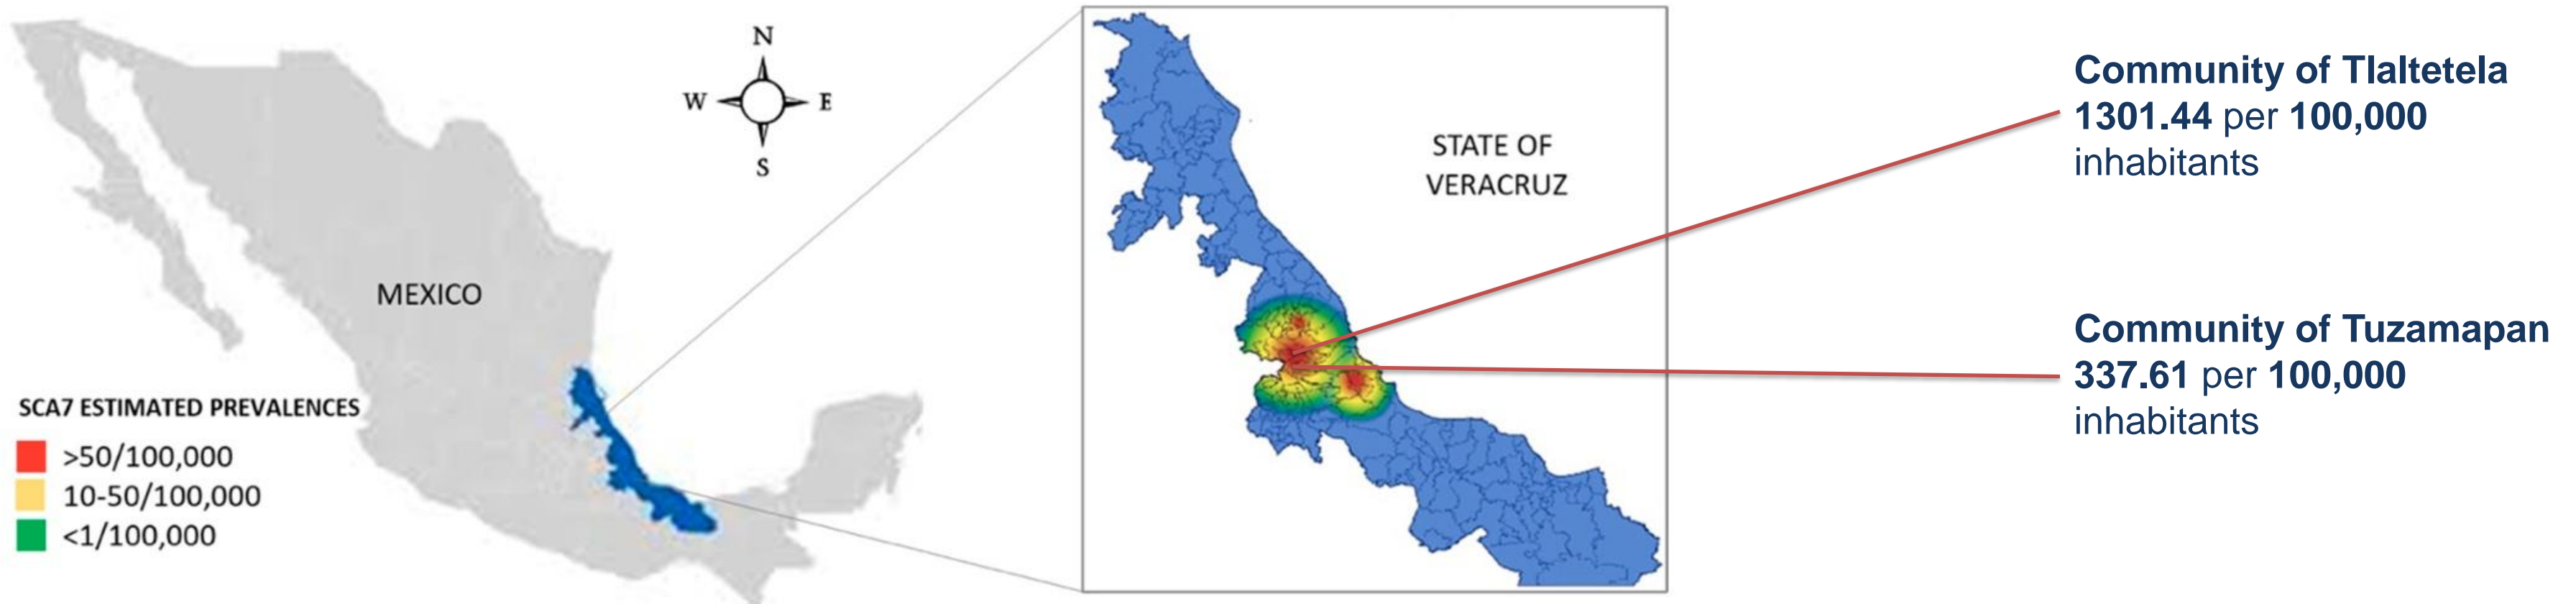 N
W
E
S
MEXICO
SCA7 ESTIMATED PREVALENCES
>50/100,000
10-50/100,000
<1/100,000
STATE OF
VERACRUZ
Community of Tlaltetela
1301.44 per 100,000
inhabitants
Community of Tuzamapan
337.61 per 100,000
inhabitants